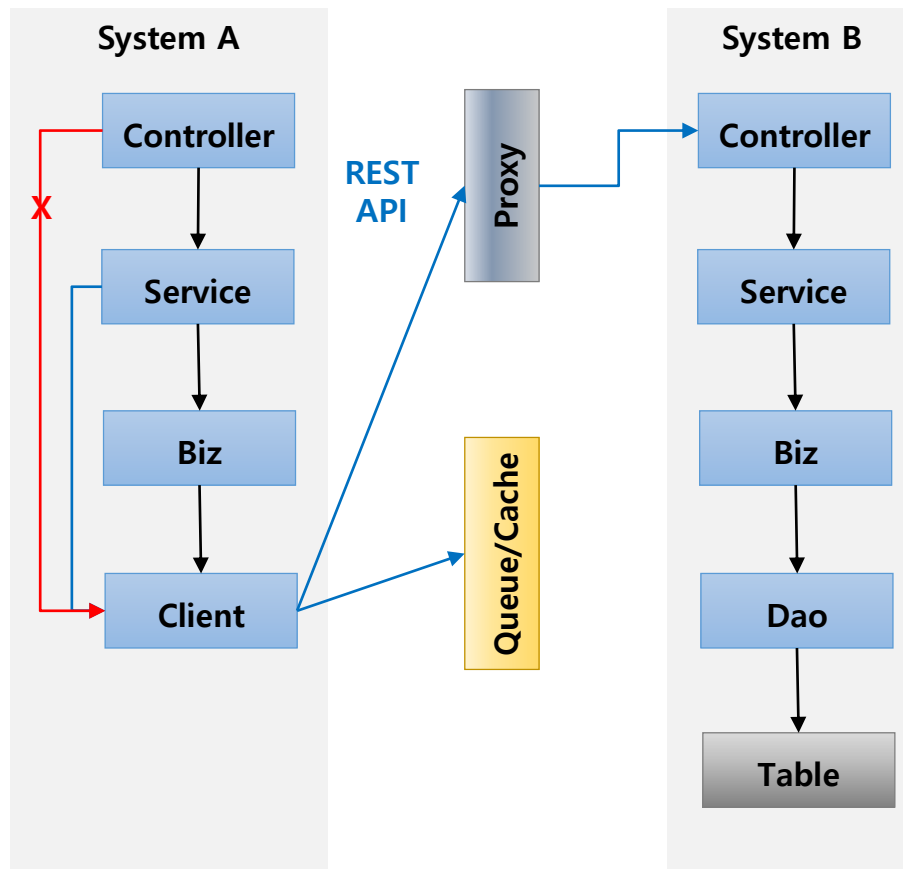 System A
System B
Controller
X
Service
Biz
Client
REST
API
Proxy
Queue/Cache
Controller
Service
Biz
Dao
Table